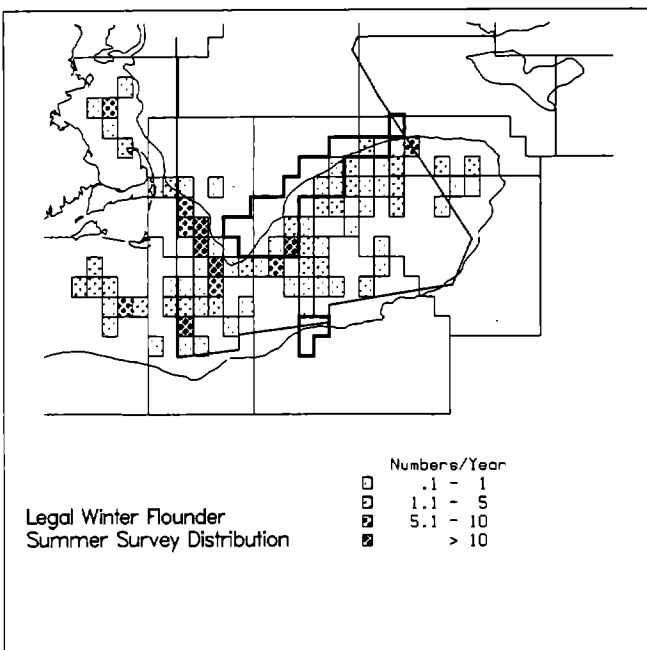 Numbers/Year
.1 - 1
1.1 - 5
5.1 - 10
> 10
Legal Winter Flounder
Summer Survey Distribution